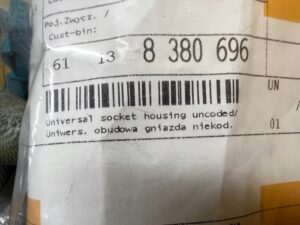 Poj.Zwycz. /
Cust-bin:
61 13 8 380 696
UN
Universal socket housing uncoded/
Uniwers. obudowa gniazda niekod.
01